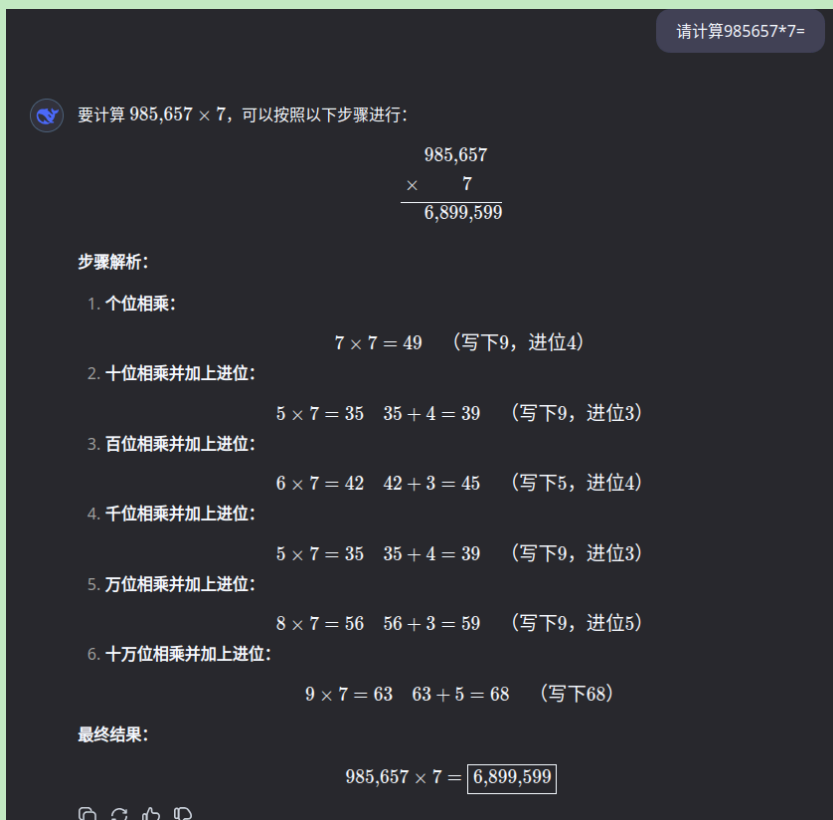 请计算985657*7=
要计算 985,657 × 7，可以按照以下步骤进行：
985,657
× 7
6,899,599
步骤解析：
1. 个位相乘：
7 × 7 = 49 （写下9，进位4）
2. 十位相乘并加上进位：
5 × 7 = 35 35 + 4 = 39 （写下9，进位3）
3. 百位相乘并加上进位：
6 × 7 = 42 42 + 3 = 45 （写下5，进位4）
4. 千位相乘并加上进位：
5 × 7 = 35 35 + 4 = 39 （写下9，进位3）
5. 万位相乘并加上进位：
8 × 7 = 56 56 + 3 = 59 （写下9，进位5）
6. 十万位相乘并加上进位：
9 × 7 = 63 63 + 5 = 68 （写下68）
最终结果：
985,657 × 7 = 6,899,599